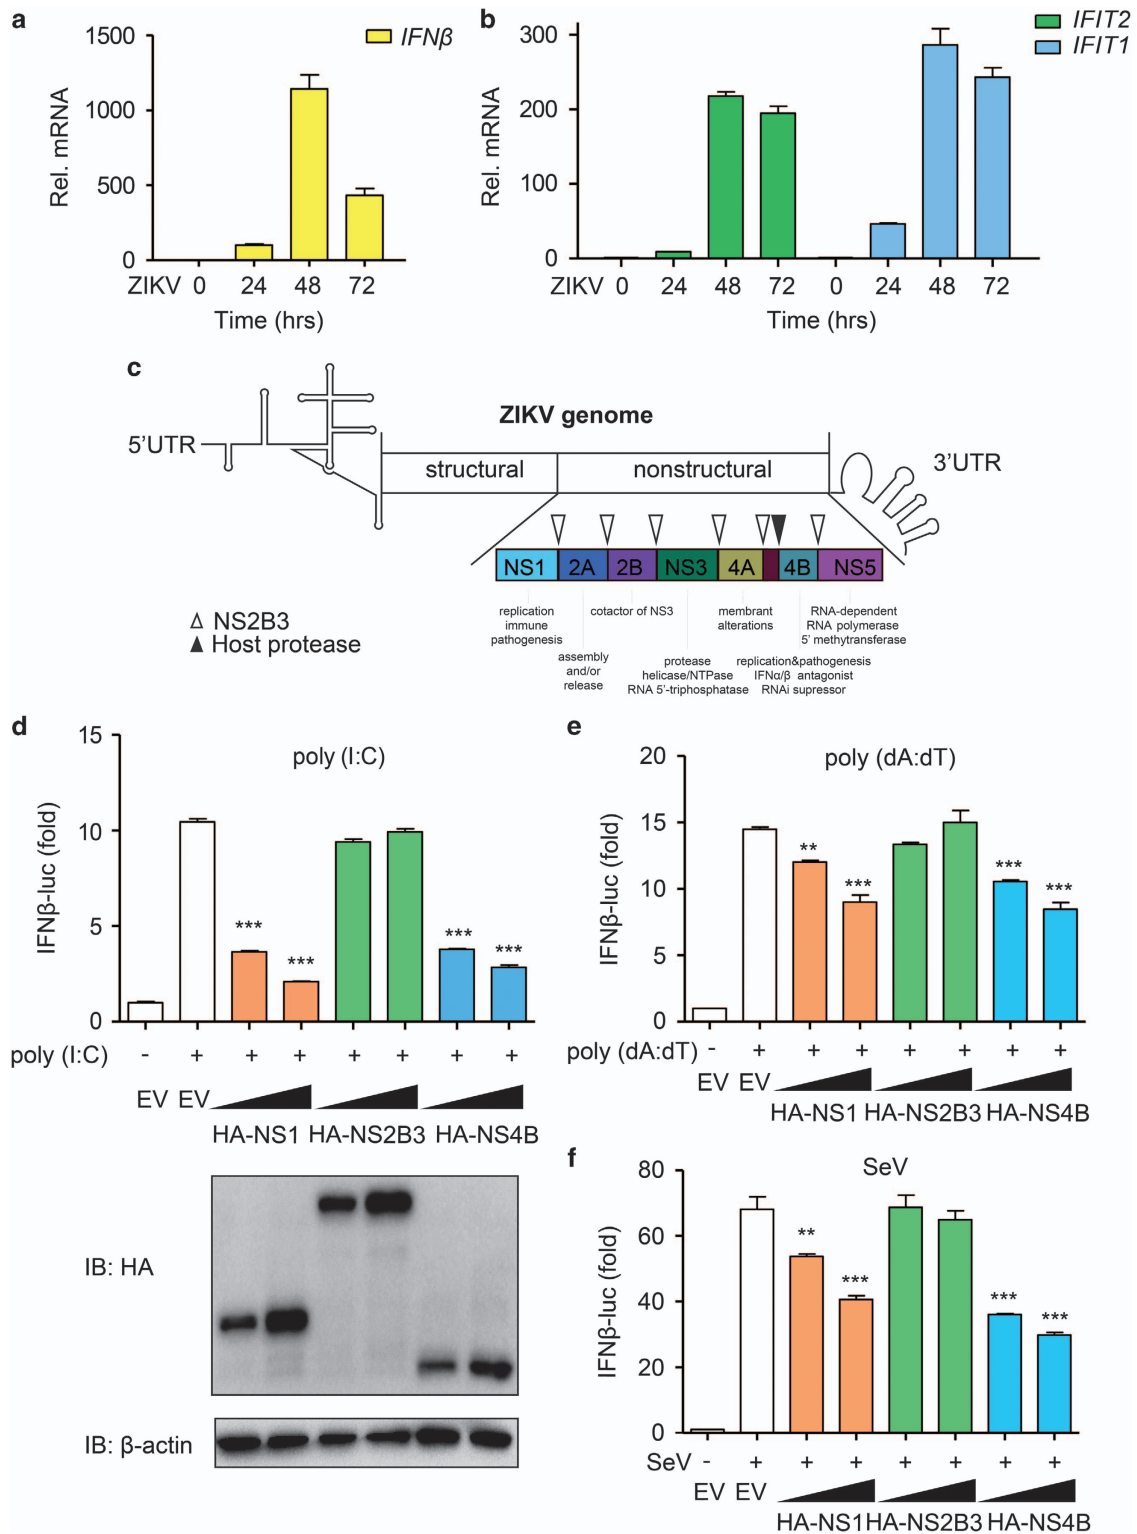 a
1500
1000
500
0
Rel. mRNA
IFNβ
ZIKV 0 24 48 72
Time (hrs)
b
300
200
100
0
Rel. mRNA
IFIT2
IFIT1
ZIKV 0 24 48 72 0 24 48 72
Time (hrs)
c
ZIKV genome
5'UTR
structural
nonstructural
3'UTR
NS1 2A 2B NS3 4A 4B NS5
replication
immune
pathogenesis
assembly
and/or
release
cotactor of NS3
protease
helicase/NTPase
RNA 5'-triphosphatase
membrant
alterations
replication&pathogenesis
IFNα/β antagonist
RNAi supressor
RNA-dependent
RNA polymerase
5' methytransferase
△ NS2B3
▲ Host protease
d
15
10
5
0
IFNβ-luc (fold)
poly (I:C)
*** *** *** ***
poly (I:C) - + + + + + + +
EV EV
HA-NS1 HA-NS2B3 HA-NS4B
IB: HA
IB: β-actin
e
20
15
10
5
0
IFNβ-luc (fold)
poly (dA:dT)
** *** *** ***
poly (dA:dT) - + + + + + + +
EV EV
HA-NS1 HA-NS2B3 HA-NS4B
f
80
60
40
20
0
IFNβ-luc (fold)
SeV
** *** *** ***
SeV - + + + + + + +
EV EV
HA-NS1 HA-NS2B3 HA-NS4B